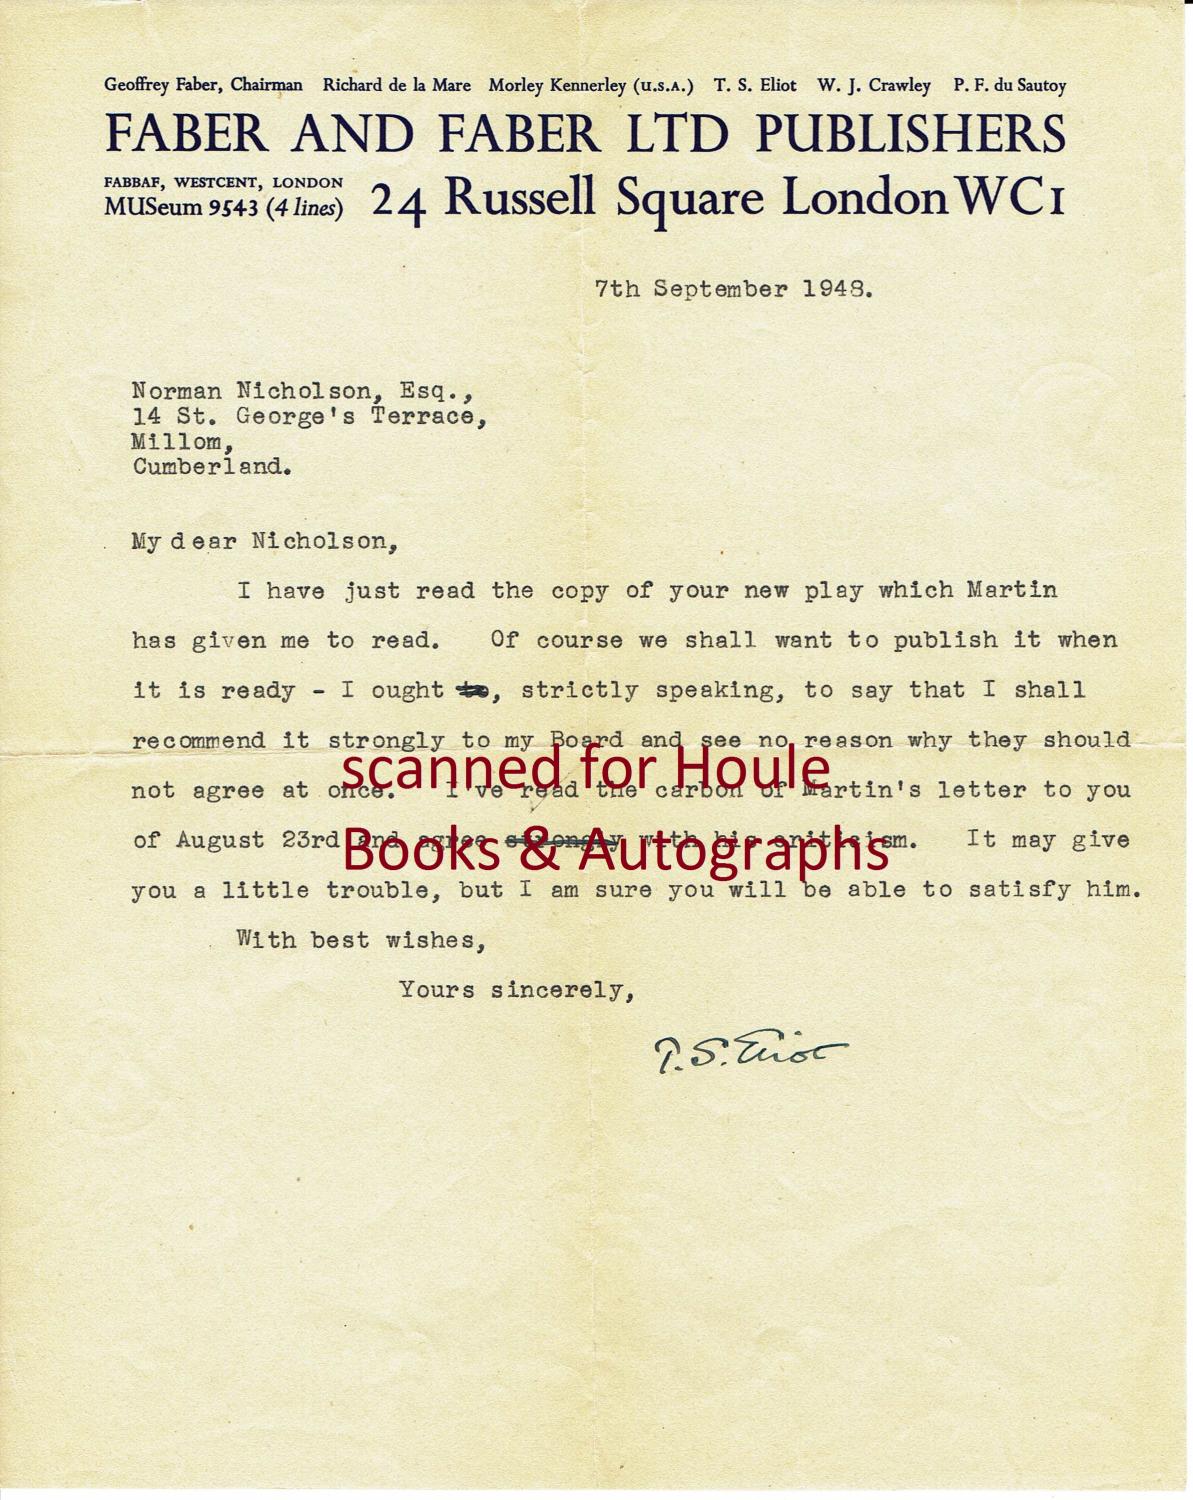 Geoffrey Faber, Chairman Richard de la Mare Morley Kennerley (U.S.A.) T. S. Eliot W. J. Crawley P. F. du Sautoy
FABER AND FABER LTD PUBLISHERS
FABBAF, WESTCENT, LONDON
MUSeum 9543 (4 lines)
24 Russell Square London WC1
7th September 1948.
Norman Nicholson, Esq.,
14 St. George's Terrace,
Millom,
Cumberland.
My dear Nicholson,
I have just read the copy of your new play which Martin
has given me to read. Of course we shall want to publish it when
it is ready - I ought to, strictly speaking, to say that I shall
recommend it strongly to my Board and see no reason why they should
not agree at once. I've read the carbon of Martin's letter to you
of August 23rd and agree strongly with his criticism. It may give
you a little trouble, but I am sure you will be able to satisfy him.
With best wishes,
Yours sincerely,
T. S. Eliot
scanned for Houle
Books & Autographs